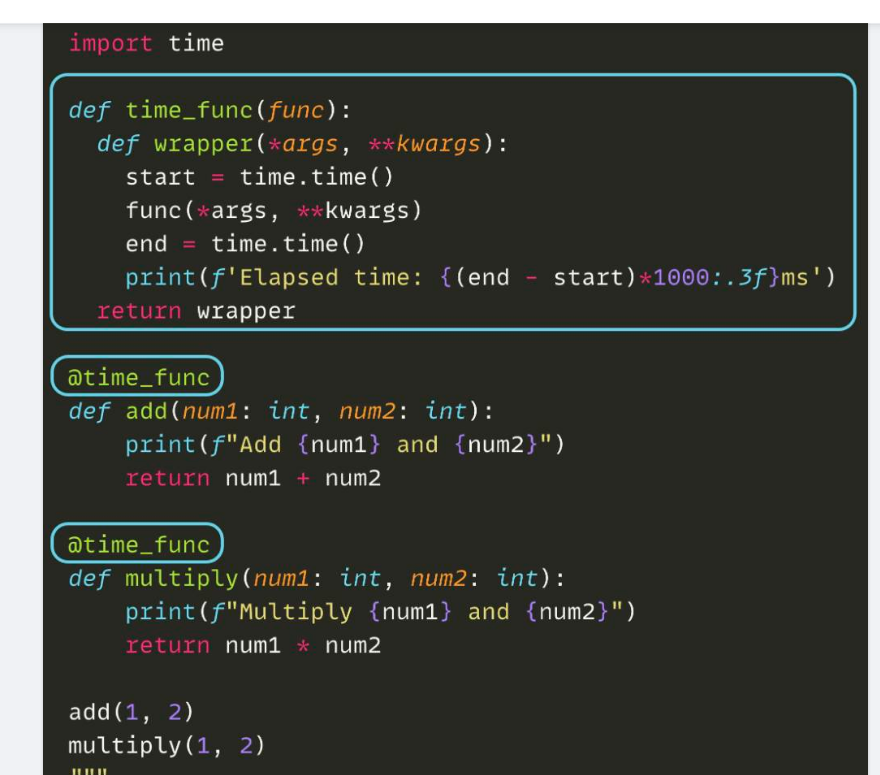 import time
def time_func(func):
  def wrapper(*args, **kwargs):
    start = time.time()
    func(*args, **kwargs)
    end = time.time()
    print(f'Elapsed time: {(end - start)*1000:.3f}ms')
  return wrapper
@time_func
def add(num1: int, num2: int):
    print(f"Add {num1} and {num2}")
    return num1 + num2
@time_func
def multiply(num1: int, num2: int):
    print(f"Multiply {num1} and {num2}")
    return num1 * num2
add(1, 2)
multiply(1, 2)
"""